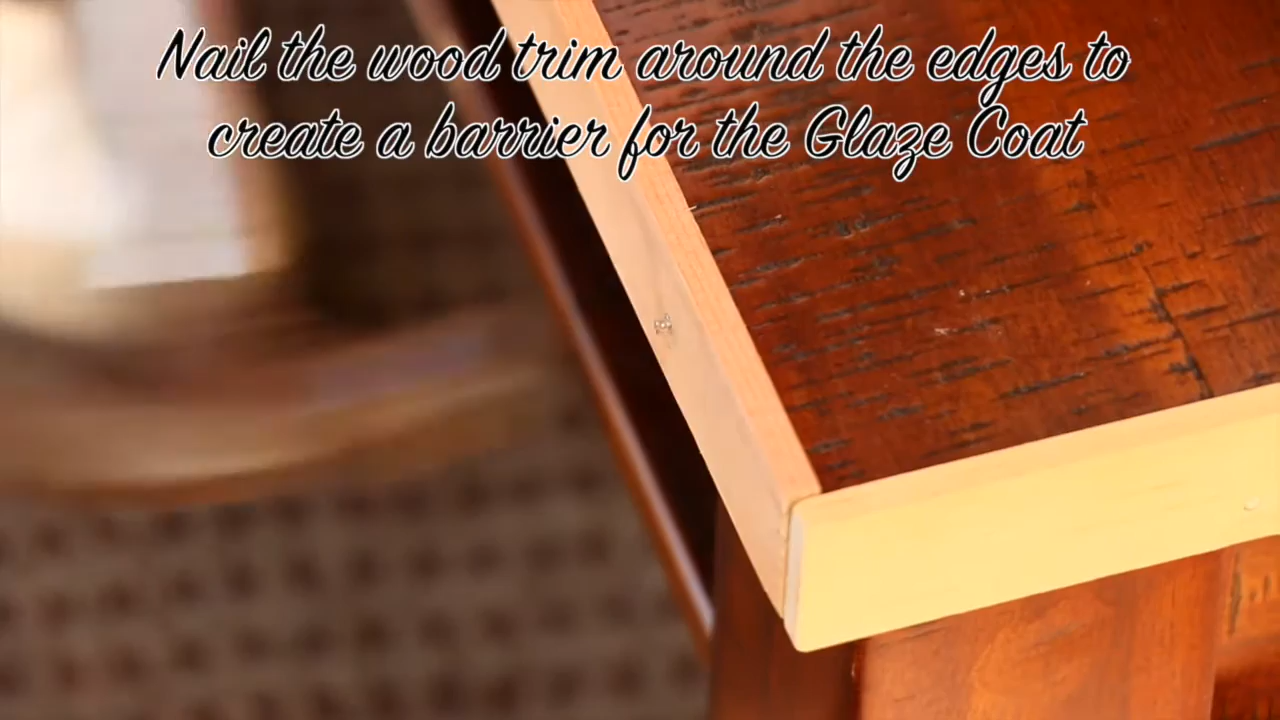 Nail the wood trim around the edges to
create a barrier for the Glaze Coat